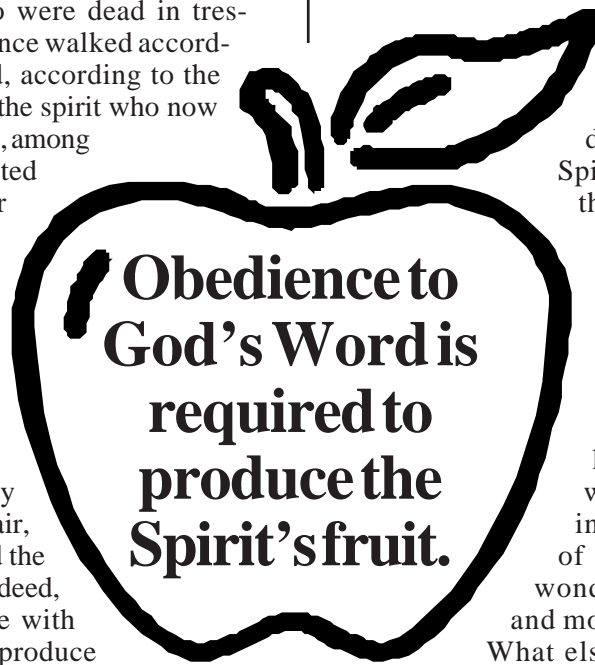 were dead in tres-
nce walked accord-
, according to the
the spirit who now
, among
ted
r
Obedience to
God's Word is
required to
produce the
Spirit's fruit.
y
air,
the
deed,
e with
produce
d
Spi
th
w
in
of
wond
and mo
What els